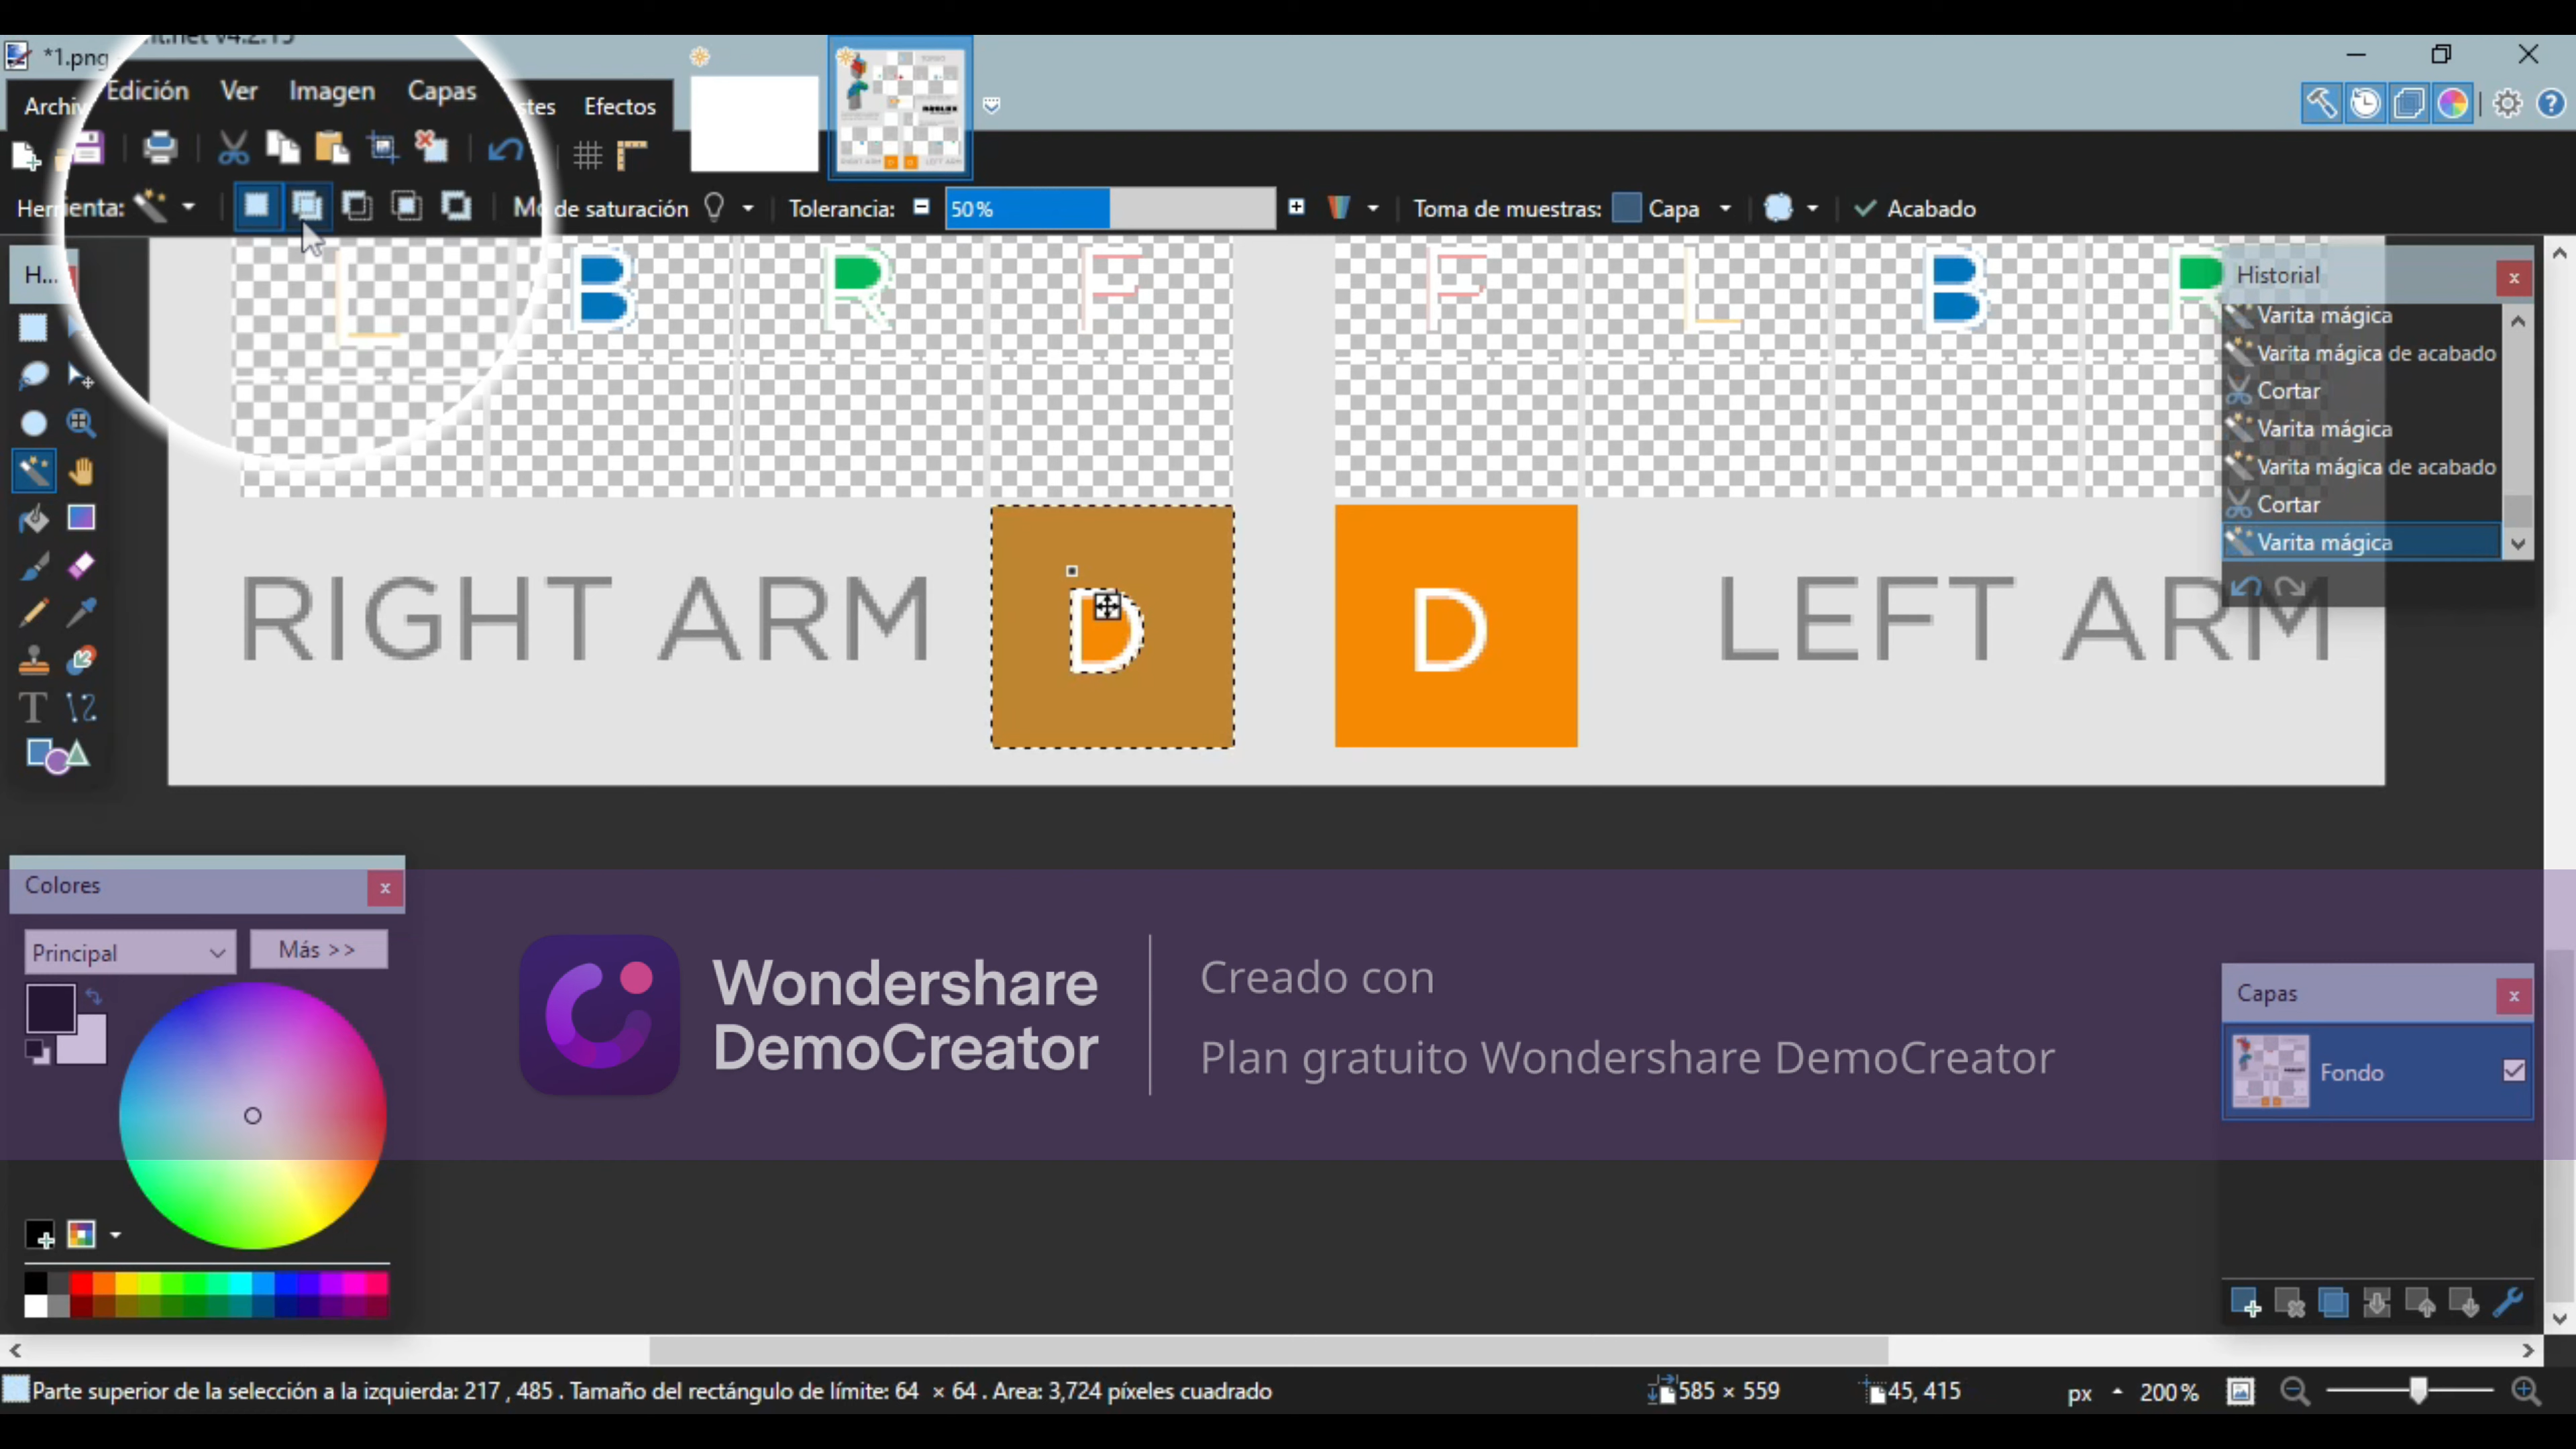 *1.png
Archiv Edición Ver Imagen Capas stes Efectos
Herr ienta: Mo de saturación Tolerancia: 50% Toma de muestras: Capa Acabado
H...
L B R F F L B R
Historial
Varita mágica
Varita mágica de acabado
Cortar
Varita mágica
Varita mágica de acabado
Cortar
Varita mágica
RIGHT ARM D D LEFT ARM
Colores
Principal Más >>
Wondershare
DemoCreator
Creado con
Plan gratuito Wondershare DemoCreator
Capas
Fondo
Parte superior de la selección a la izquierda: 217 , 485 . Tamaño del rectángulo de límite: 64 × 64 . Area: 3,724 píxeles cuadrado 585 × 559 45, 415 px 200%